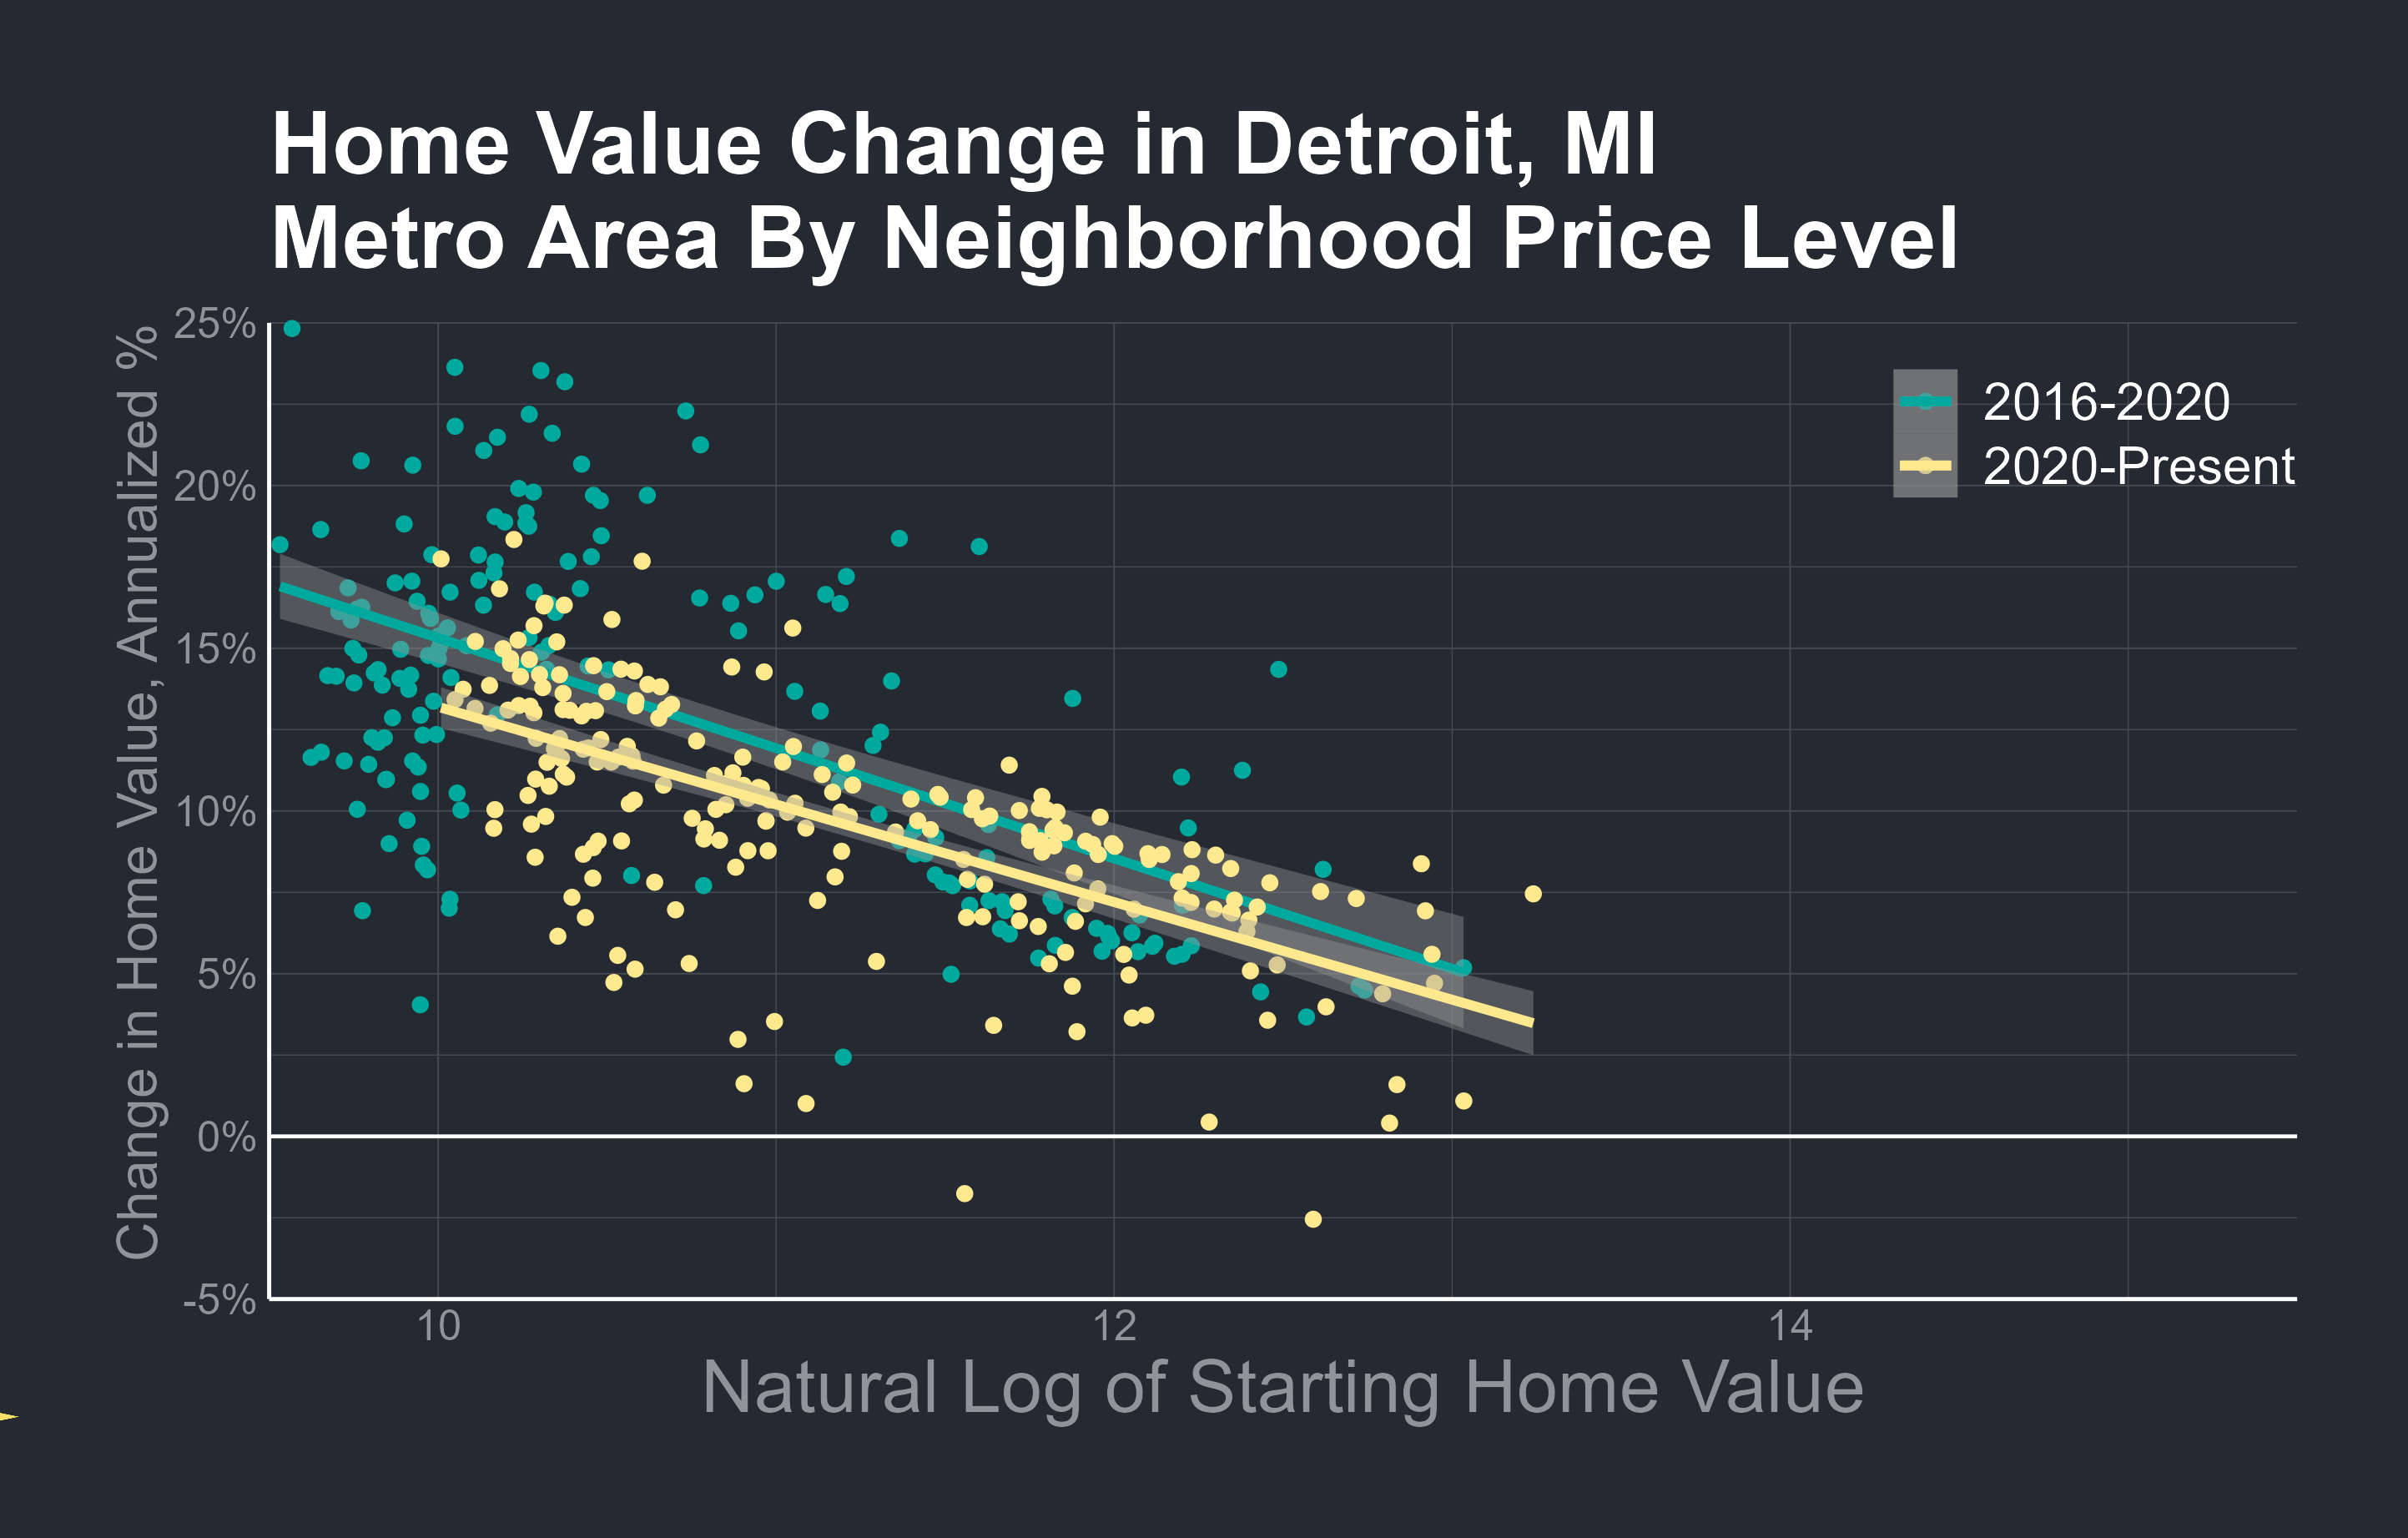 Home Value Change in Detroit, MI
Metro Area By Neighborhood Price Level
Change in Home Value, Annualized %
25%
20%
15%
10%
5%
0%
-5%
2016-2020
2020-Present
10
12
14
Natural Log of Starting Home Value